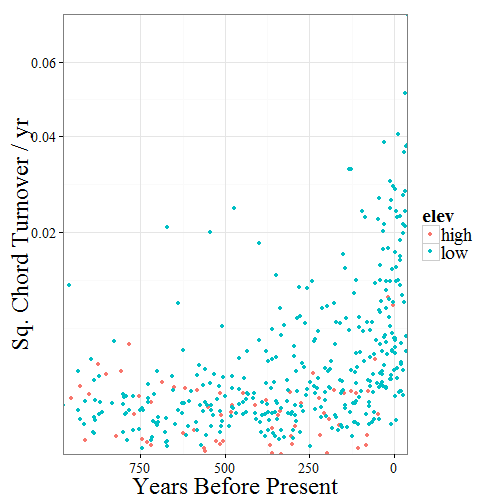 Sq. Chord Turnover / yr
0.06
0.04
0.02
750
500
250
0
Years Before Present
elev
high
low